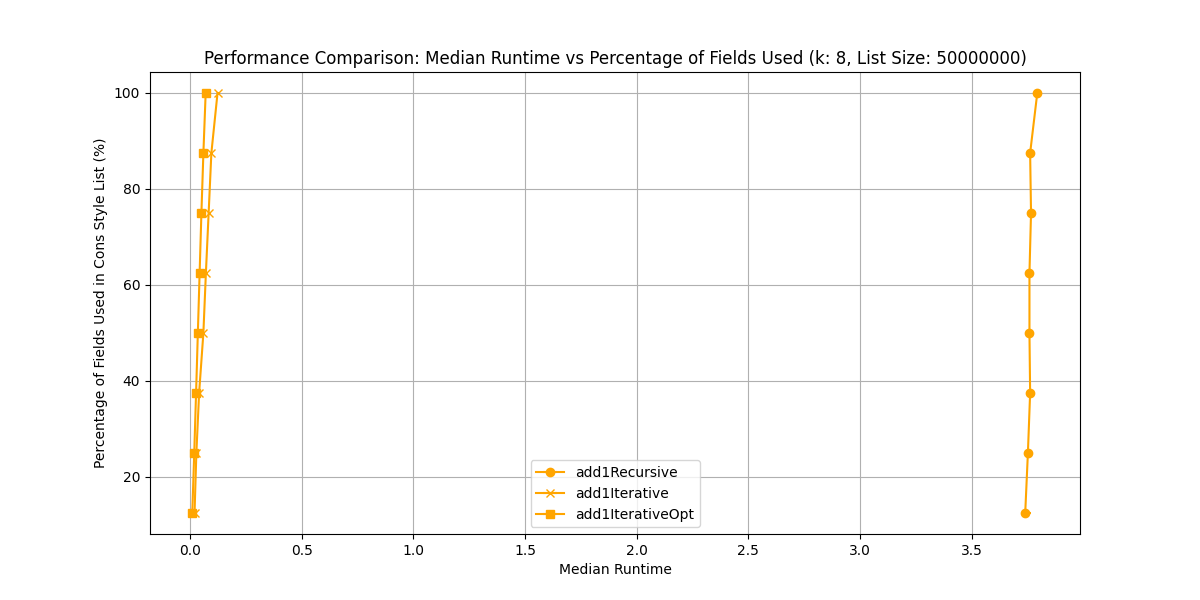 Performance Comparison: Median Runtime vs Percentage of Fields Used (k: 8, List Size: 50000000)
Percentage of Fields Used in Cons Style List (%)
100
80
60
40
20
add1Recursive
add1Iterative
add1IterativeOpt
0.0 0.5 1.0 1.5 2.0 2.5 3.0 3.5
Median Runtime